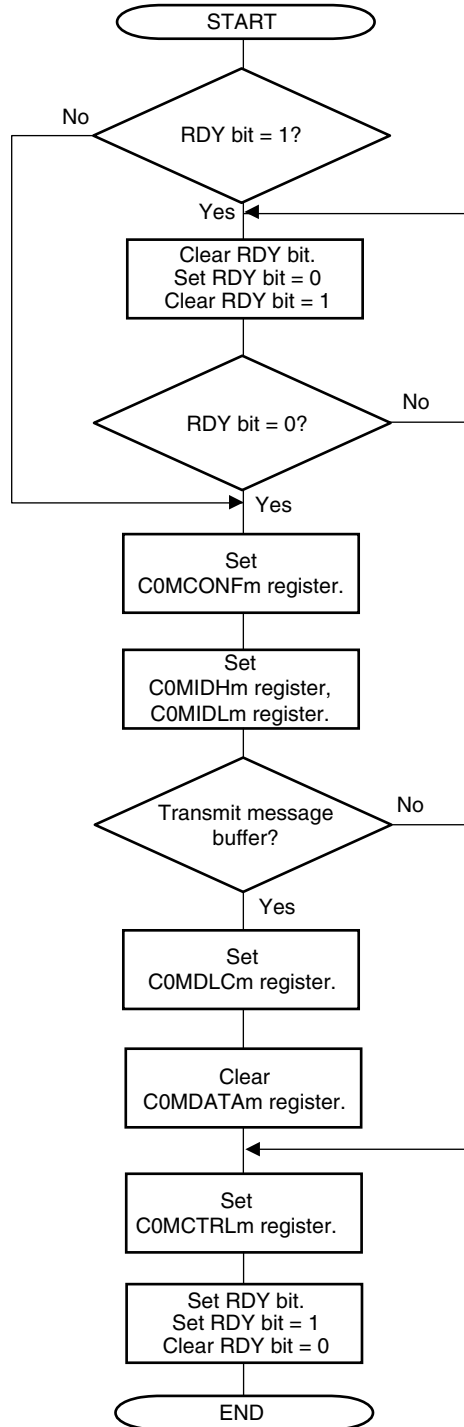 START
No
RDY bit = 1?
Yes
Clear RDY bit.
Set RDY bit = 0
Clear RDY bit = 1
RDY bit = 0?
No
Yes
Set
C0MCONFm register.
Set
C0MIDHm register,
C0MIDLm register.
Transmit message
buffer?
No
Yes
Set
C0MDLCm register.
Clear
C0MDATAm register.
Set
C0MCTRLm register.
Set RDY bit.
Set RDY bit = 1
Clear RDY bit = 0
END